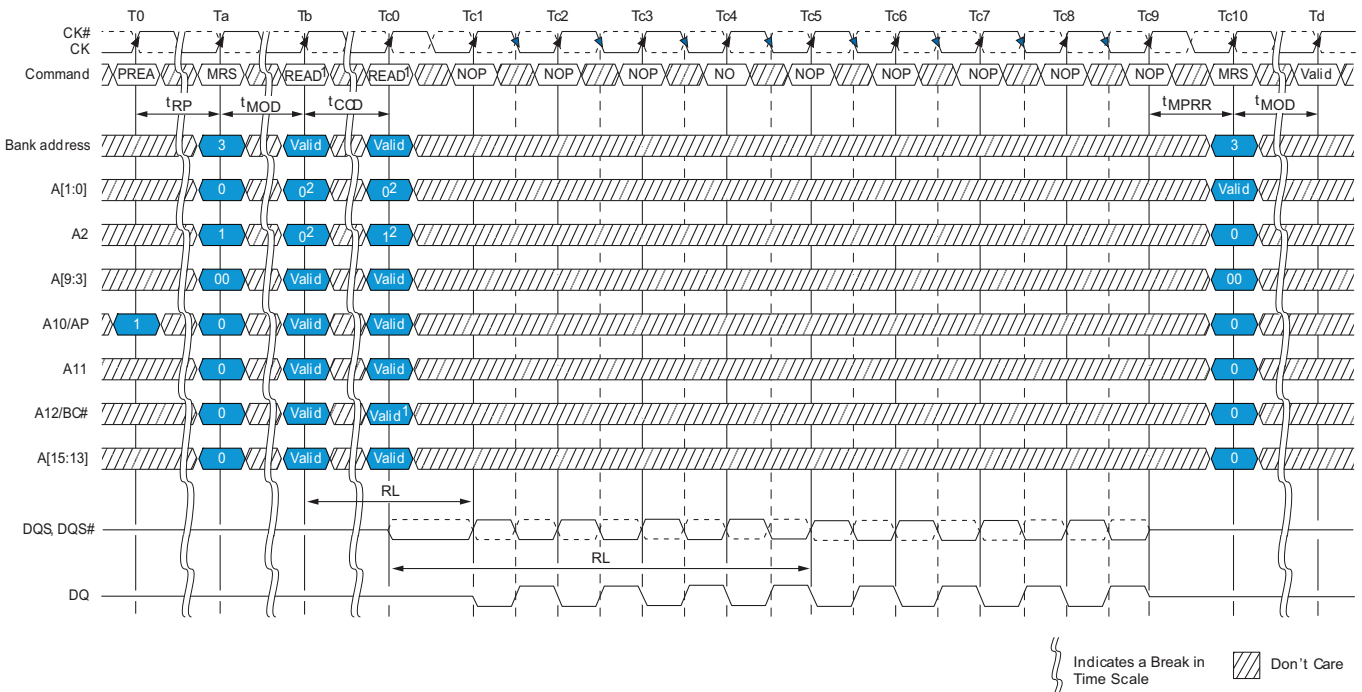 T0 Ta Tb Tc0 Tc1 Tc2 Tc3 Tc4 Tc5 Tc6 Tc7 Tc8 Tc9 Tc10 Td
CK#
CK
Command PREA MRS READ1 READ1 NOP NOP NOP NO NOP NOP NOP NOP NOP MRS Valid
tRP tMOD tCCD tMPRR tMOD
Bank address 3 Valid Valid 3
A[1:0] 0 02 02 Valid
A2 1 02 12 0
A[9:3] 00 Valid Valid 00
A10/AP 1 0 Valid Valid 0
A11 0 Valid Valid 0
A12/BC# 0 Valid Valid1 0
A[15:13] 0 Valid Valid 0
RL
DQS, DQS#
RL
DQ
Indicates a Break in
Time Scale
Don't Care